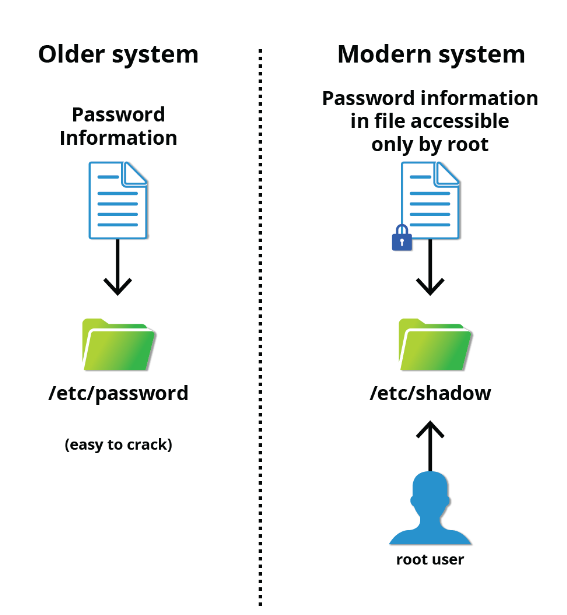 Older system
Password
Information
/etc/password
(easy to crack)
Modern system
Password information
in file accessible
only by root
/etc/shadow
root user